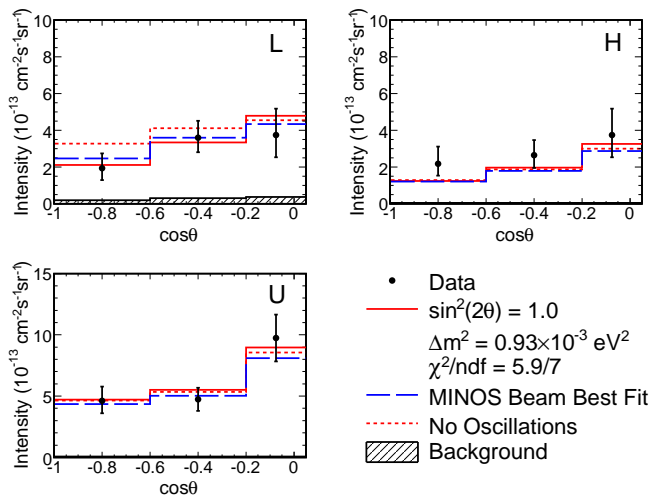 L
Intensity (10⁻¹³ cm⁻²s⁻¹sr⁻¹)
10
8
6
4
2
0
-1 -0.8 -0.6 -0.4 -0.2 0
cosθ
H
Intensity (10⁻¹³ cm⁻²s⁻¹sr⁻¹)
10
8
6
4
2
0
-1 -0.8 -0.6 -0.4 -0.2 0
cosθ
U
Intensity (10⁻¹³ cm⁻²s⁻¹sr⁻¹)
15
10
5
0
-1 -0.8 -0.6 -0.4 -0.2 0
cosθ
Data
sin²(2θ) = 1.0
Δm² = 0.93×10⁻³ eV²
χ²/ndf = 5.9/7
MINOS Beam Best Fit
No Oscillations
Background